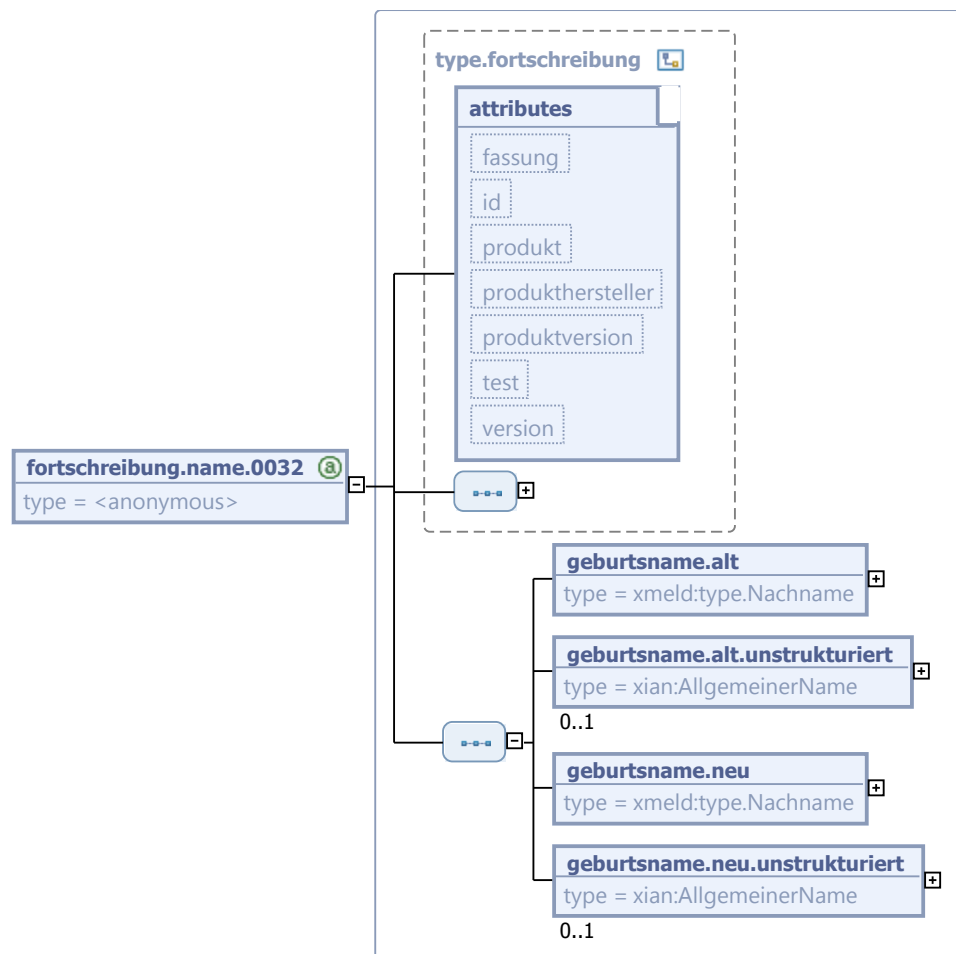 type.fortschreibung
attributes
fassung
id
produkt
produkthersteller
produktversion
test
version
fortschreibung.name.0032 @
type = <anonymous>
geburtsname.alt
type = xmeld:type.Nachname
geburtsname.alt.unstrukturiert
type = xian:AllgemeinerName
0..1
geburtsname.neu
type = xmeld:type.Nachname
geburtsname.neu.unstrukturiert
type = xian:AllgemeinerName
0..1